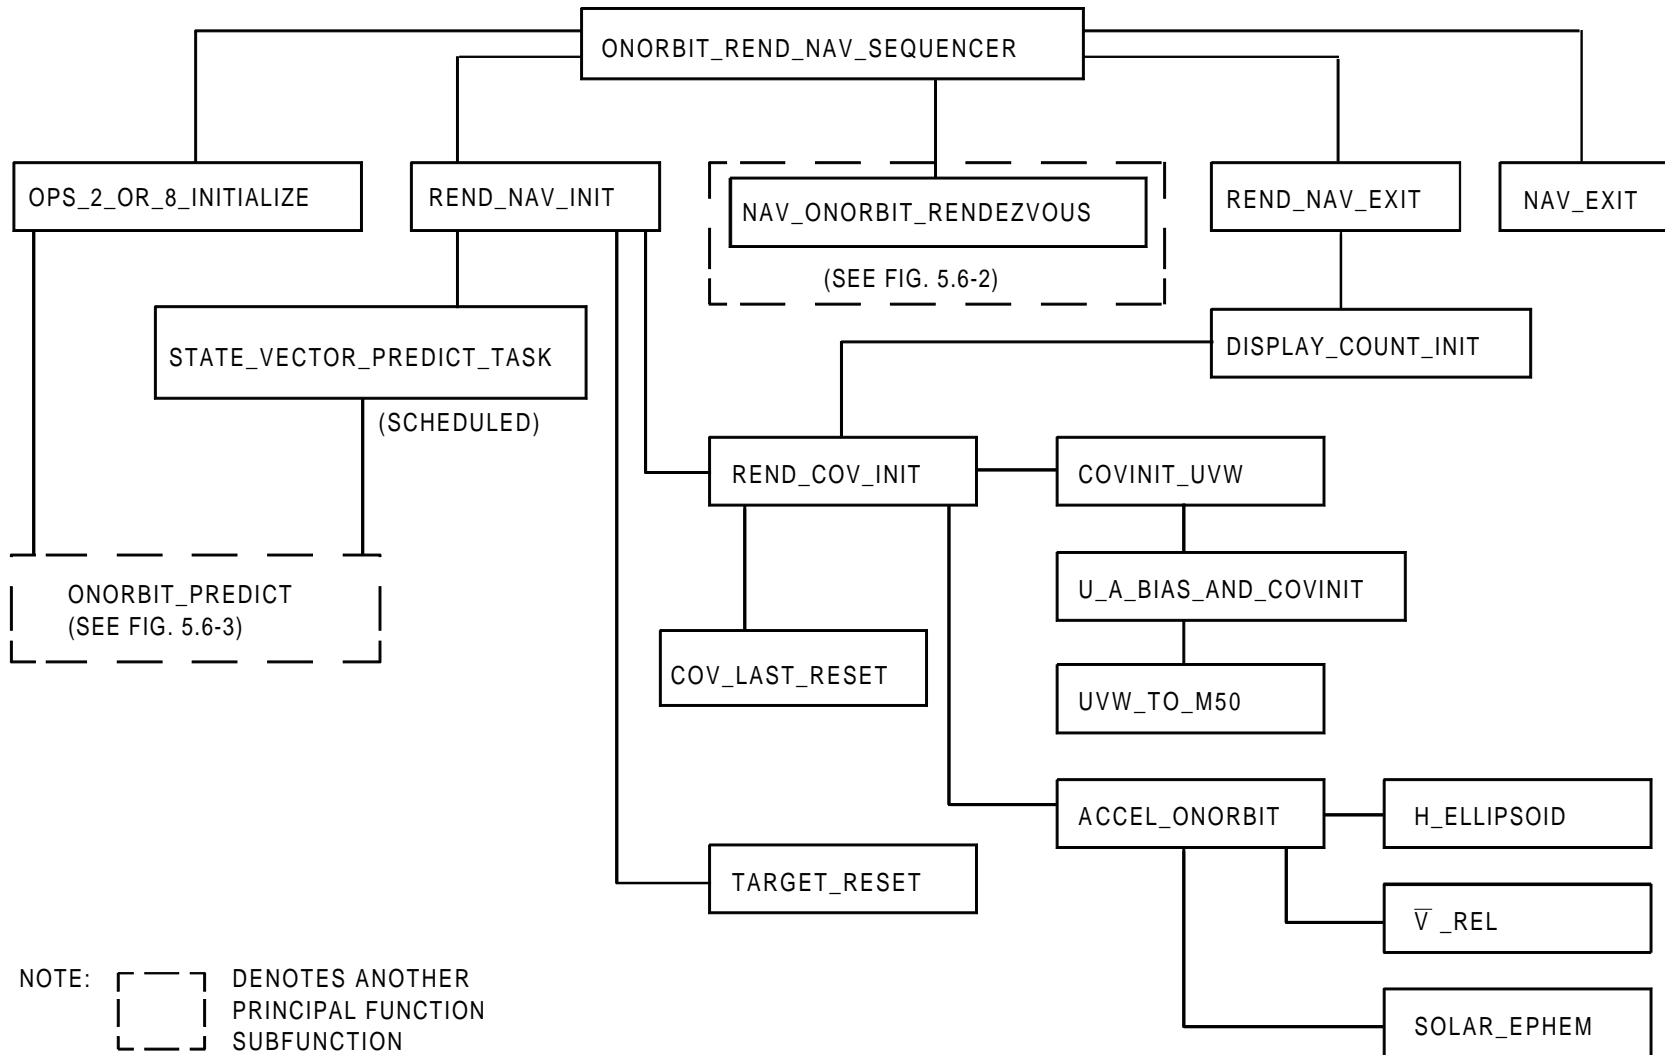 ONORBIT_REND_NAV_SEQUENCER
OPS_2_OR_8_INITIALIZE
REND_NAV_INIT
NAV_ONORBIT_RENDEZVOUS
(SEE FIG. 5.6-2)
REND_NAV_EXIT
NAV_EXIT
STATE_VECTOR_PREDICT_TASK
(SCHEDULED)
DISPLAY_COUNT_INIT
REND_COV_INIT
COVINIT_UVW
ONORBIT_PREDICT
(SEE FIG. 5.6-3)
U_A_BIAS_AND_COVINIT
COV_LAST_RESET
UVW_TO_M50
ACCEL_ONORBIT
H_ELLIPSOID
TARGET_RESET
V̅_REL
SOLAR_EPHEM
NOTE:
DENOTES ANOTHER
PRINCIPAL FUNCTION
SUBFUNCTION